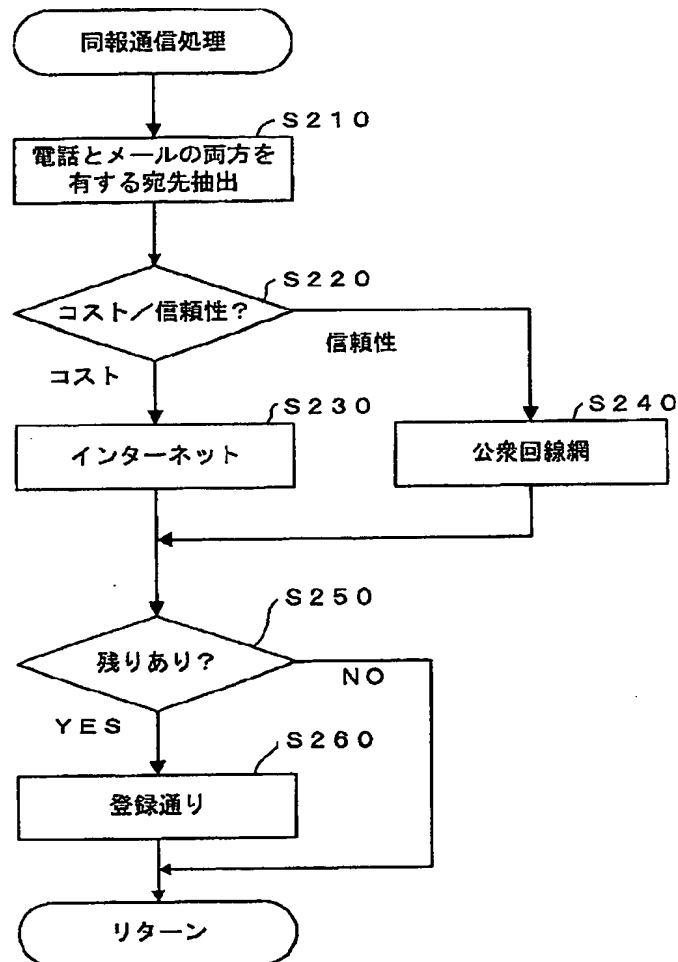 同報通信処理
S210
電話とメールの両方を
有する宛先抽出
S220
コスト／信頼性？
信頼性
コスト
S230
インターネット
S240
公衆回線網
S250
残りあり？
NO
YES
S260
登録通り
リターン